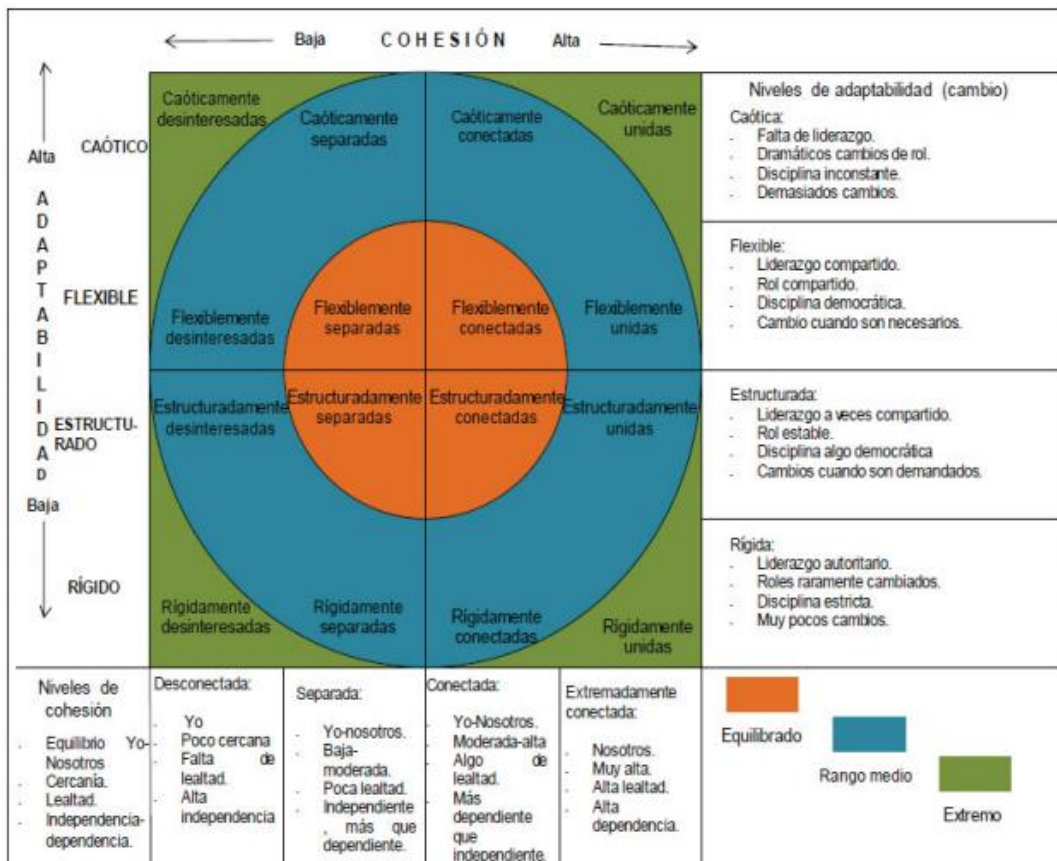 Baja COHESIÓN Alta
Alta
ADAPTABILIDAD
Baja
CAÓTICO
FLEXIBLE
ESTRUCTU-
RADO
RÍGIDO
Caóticamente
desinteresadas
Caóticamente
separadas
Caóticamente
conectadas
Caóticamente
unidas
Flexiblemente
desinteresadas
Flexiblemente
separadas
Flexiblemente
conectadas
Flexiblemente
unidas
Estructuradamente
desinteresadas
Estructuradamente
separadas
Estructuradamente
conectadas
Estructuradamente
unidas
Rígidamente
desinteresadas
Rígidamente
separadas
Rígidamente
conectadas
Rígidamente
unidas
Niveles de adaptabilidad (cambio)
Caótica:
. Falta de liderazgo.
. Dramáticos cambios de rol.
. Disciplina inconstante.
. Demasiados cambios.
Flexible:
. Liderazgo compartido.
. Rol compartido.
. Disciplina democrática.
. Cambio cuando son necesarios.
Estructurada:
. Liderazgo a veces compartido.
. Rol estable.
. Disciplina algo democrática
. Cambios cuando son demandados.
Rígida:
. Liderazgo autoritario.
. Roles raramente cambiados.
. Disciplina estricta.
. Muy pocos cambios.
Niveles de
cohesión
. Equilibrio Yo-
Nosotros
. Cercanía.
. Lealtad.
. Independencia-
dependencia.
Desconectada:
. Yo
. Poco cercana
. Falta de
lealtad.
. Alta
independencia
Separada:
. Yo-nosotros.
. Baja-
moderada.
. Poca lealtad.
. Independiente
, más que
dependiente.
Conectada:
. Yo-Nosotros.
. Moderada-alta
. Algo de
lealtad.
. Más
dependiente
que
independiente.
Extremadamente
conectada:
. Nosotros.
. Muy alta.
. Alta lealtad.
. Alta
dependencia.
Equilibrado
Rango medio
Extremo